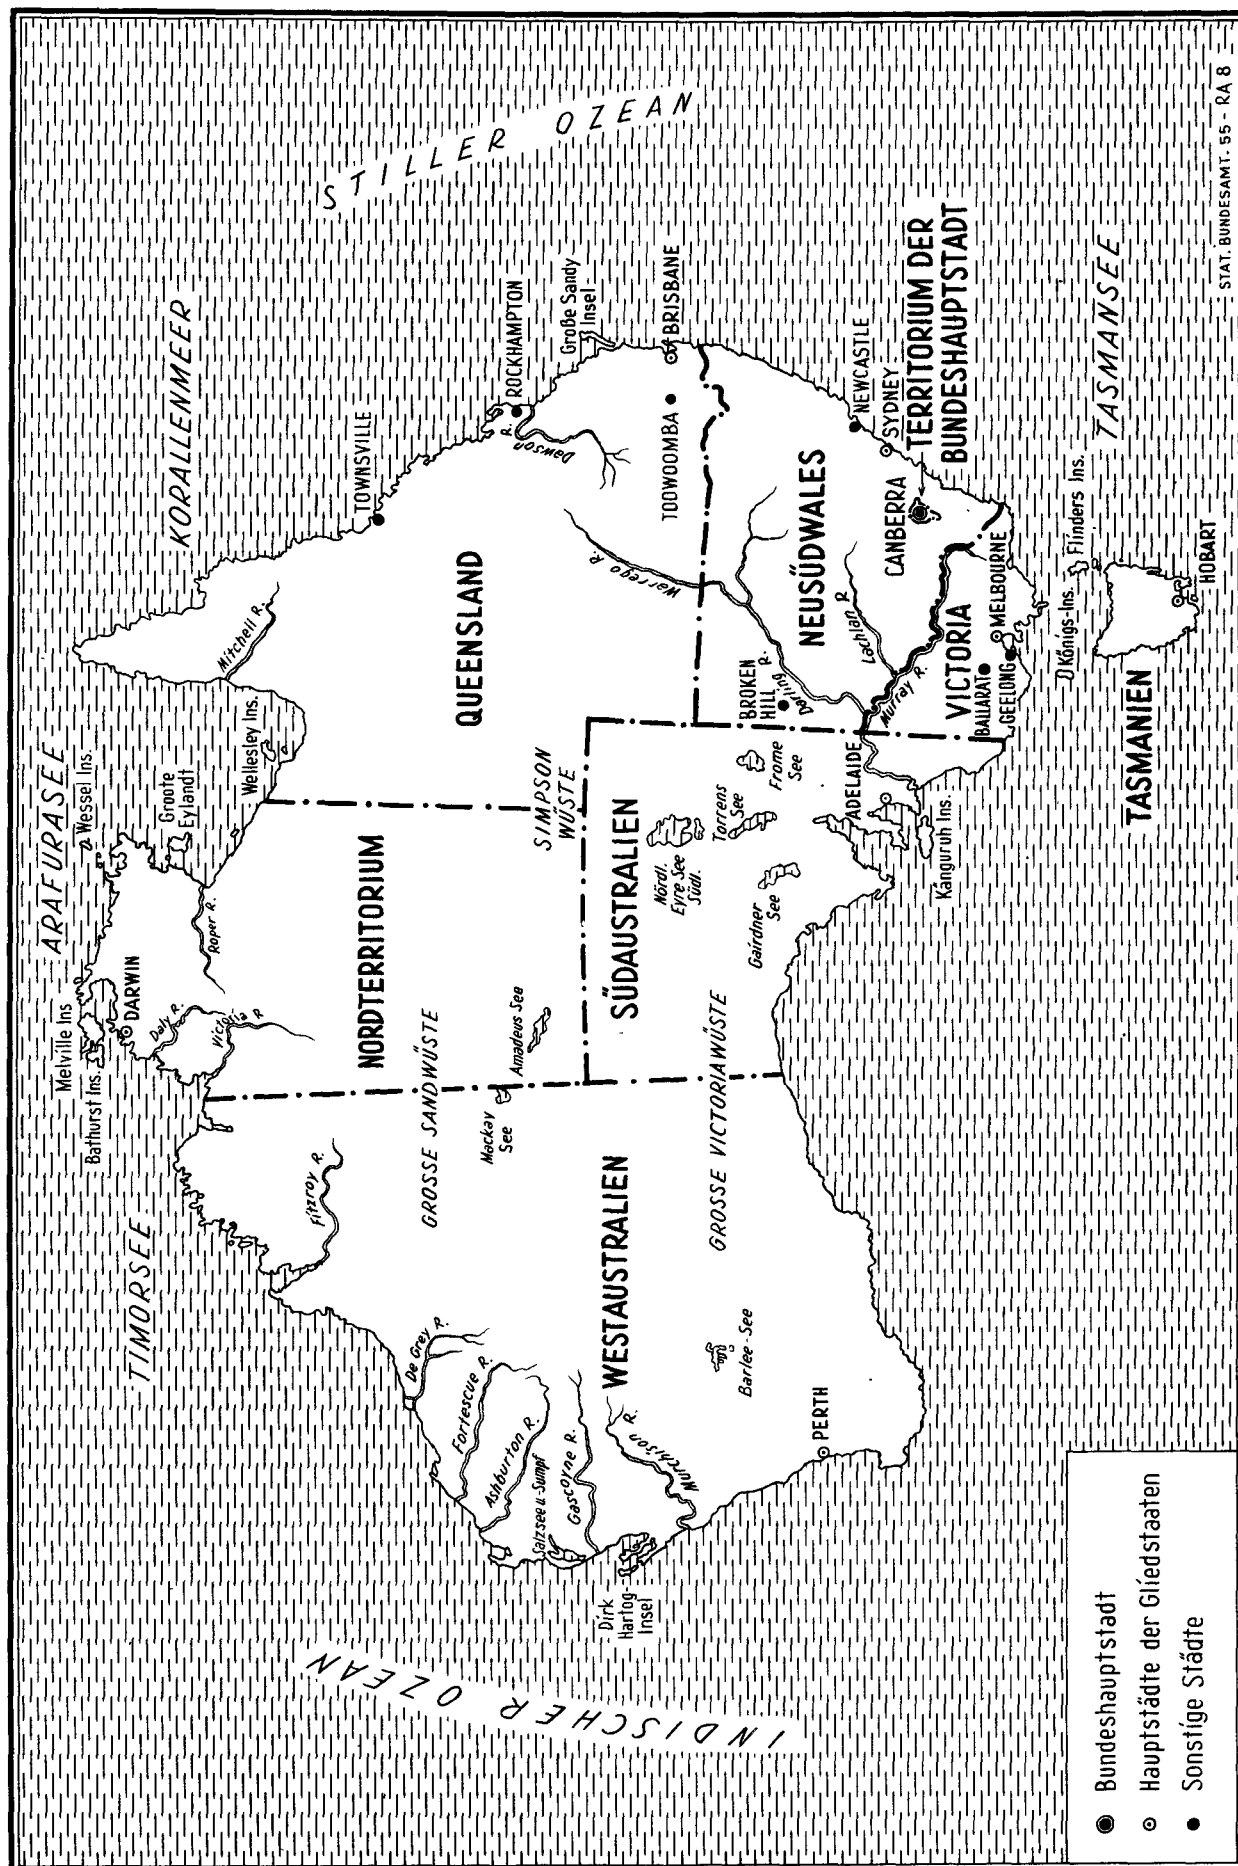 ARAFURASEE
KORALLENMEER
TIMORSEE
STILLER OZEAN
INDISCHER OZEAN
TASMANSEE
Melville Ins
Bathurst Ins.
Wessel Ins.
Groote
Eylandt
Wellesley Ins.
DARWIN
Daly R.
Victoria R
Roper R.
Mitchell R.
Fitzroy R.
TOWNSVILLE
NORDTERRITORIUM
QUEENSLAND
GROSSE SANDWÜSTE
De Grey R.
Fortescue R.
Ashburton R.
Salzsee u-Sumpf
Gascoyne R.
Murchison R.
Dirk
Hartog-
Insel
Mackay
See
Amadeus See
SIMPSON
WÜSTE
ROCKHAMPTON
Dawson R.
Große Sandy
Insel
Warrego R.
TODWOOMBA
BRISBANE
WESTAUSTRALIEN
SÜDAUSTRALIEN
GROSSE VICTORIAWÜSTE
Barlee-See
Nördl.
Eyre See
Südl.
Torrens
See
Frome
See
Gairdner
See
BROKEN
HILL
Darling R.
NEUSÜDWALES
Lachlan R
NEWCASTLE
SYDNEY
CANBERRA
TERRITORIUM DER
BUNDESHAUPTSTADT
PERTH
ADELAIDE
Känguruh Ins.
Murray R.
VICTORIA
BALLARAT
GEELONG
MELBOURNE
Königs-Ins.
Flinders Ins.
TASMANIEN
HOBART
Bundeshauptstadt
Hauptstädte der Gliedstaaten
Sonstige Städte
STAT. BUNDESAMT. 55 - RA 8